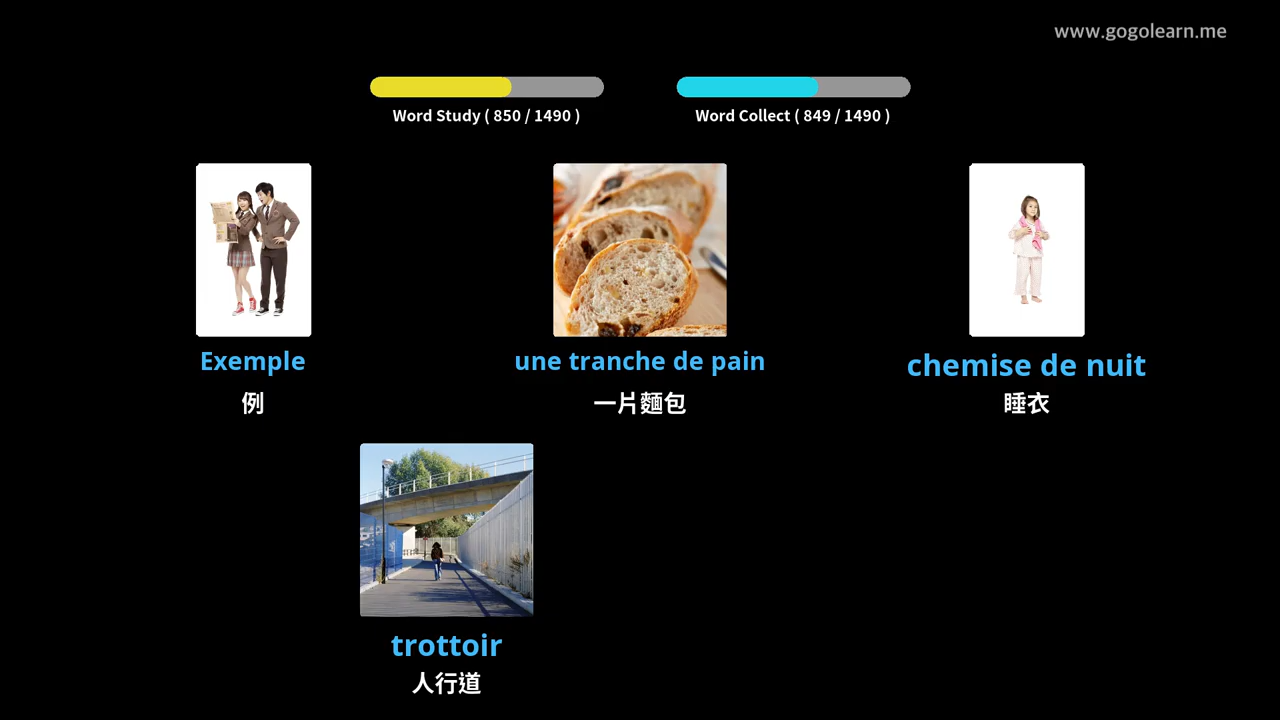 www.gogolearn.me
Word Study ( 850 / 1490 )
Word Collect ( 849 / 1490 )
Exemple
例
une tranche de pain
一片麵包
chemise de nuit
睡衣
trottoir
人行道